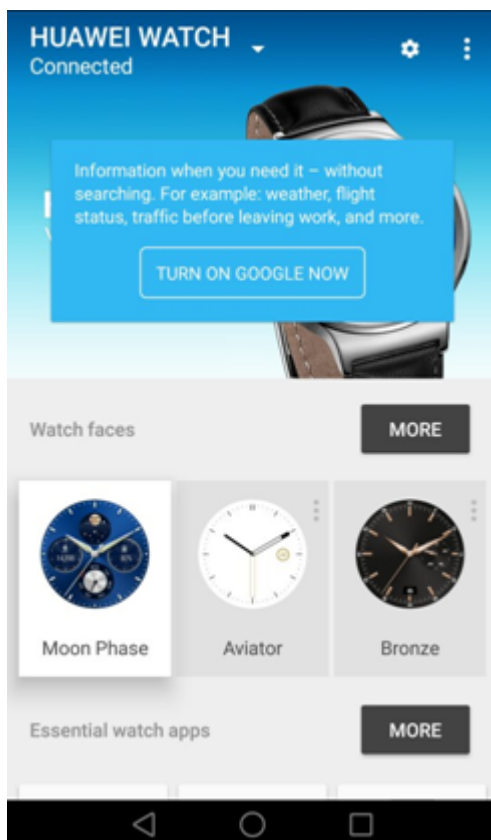 HUAWEI WATCH
Connected
Information when you need it – without
searching. For example: weather, flight
status, traffic before leaving work, and more.
TURN ON GOOGLE NOW
Watch faces
MORE
Moon Phase
Aviator
Bronze
Essential watch apps
MORE